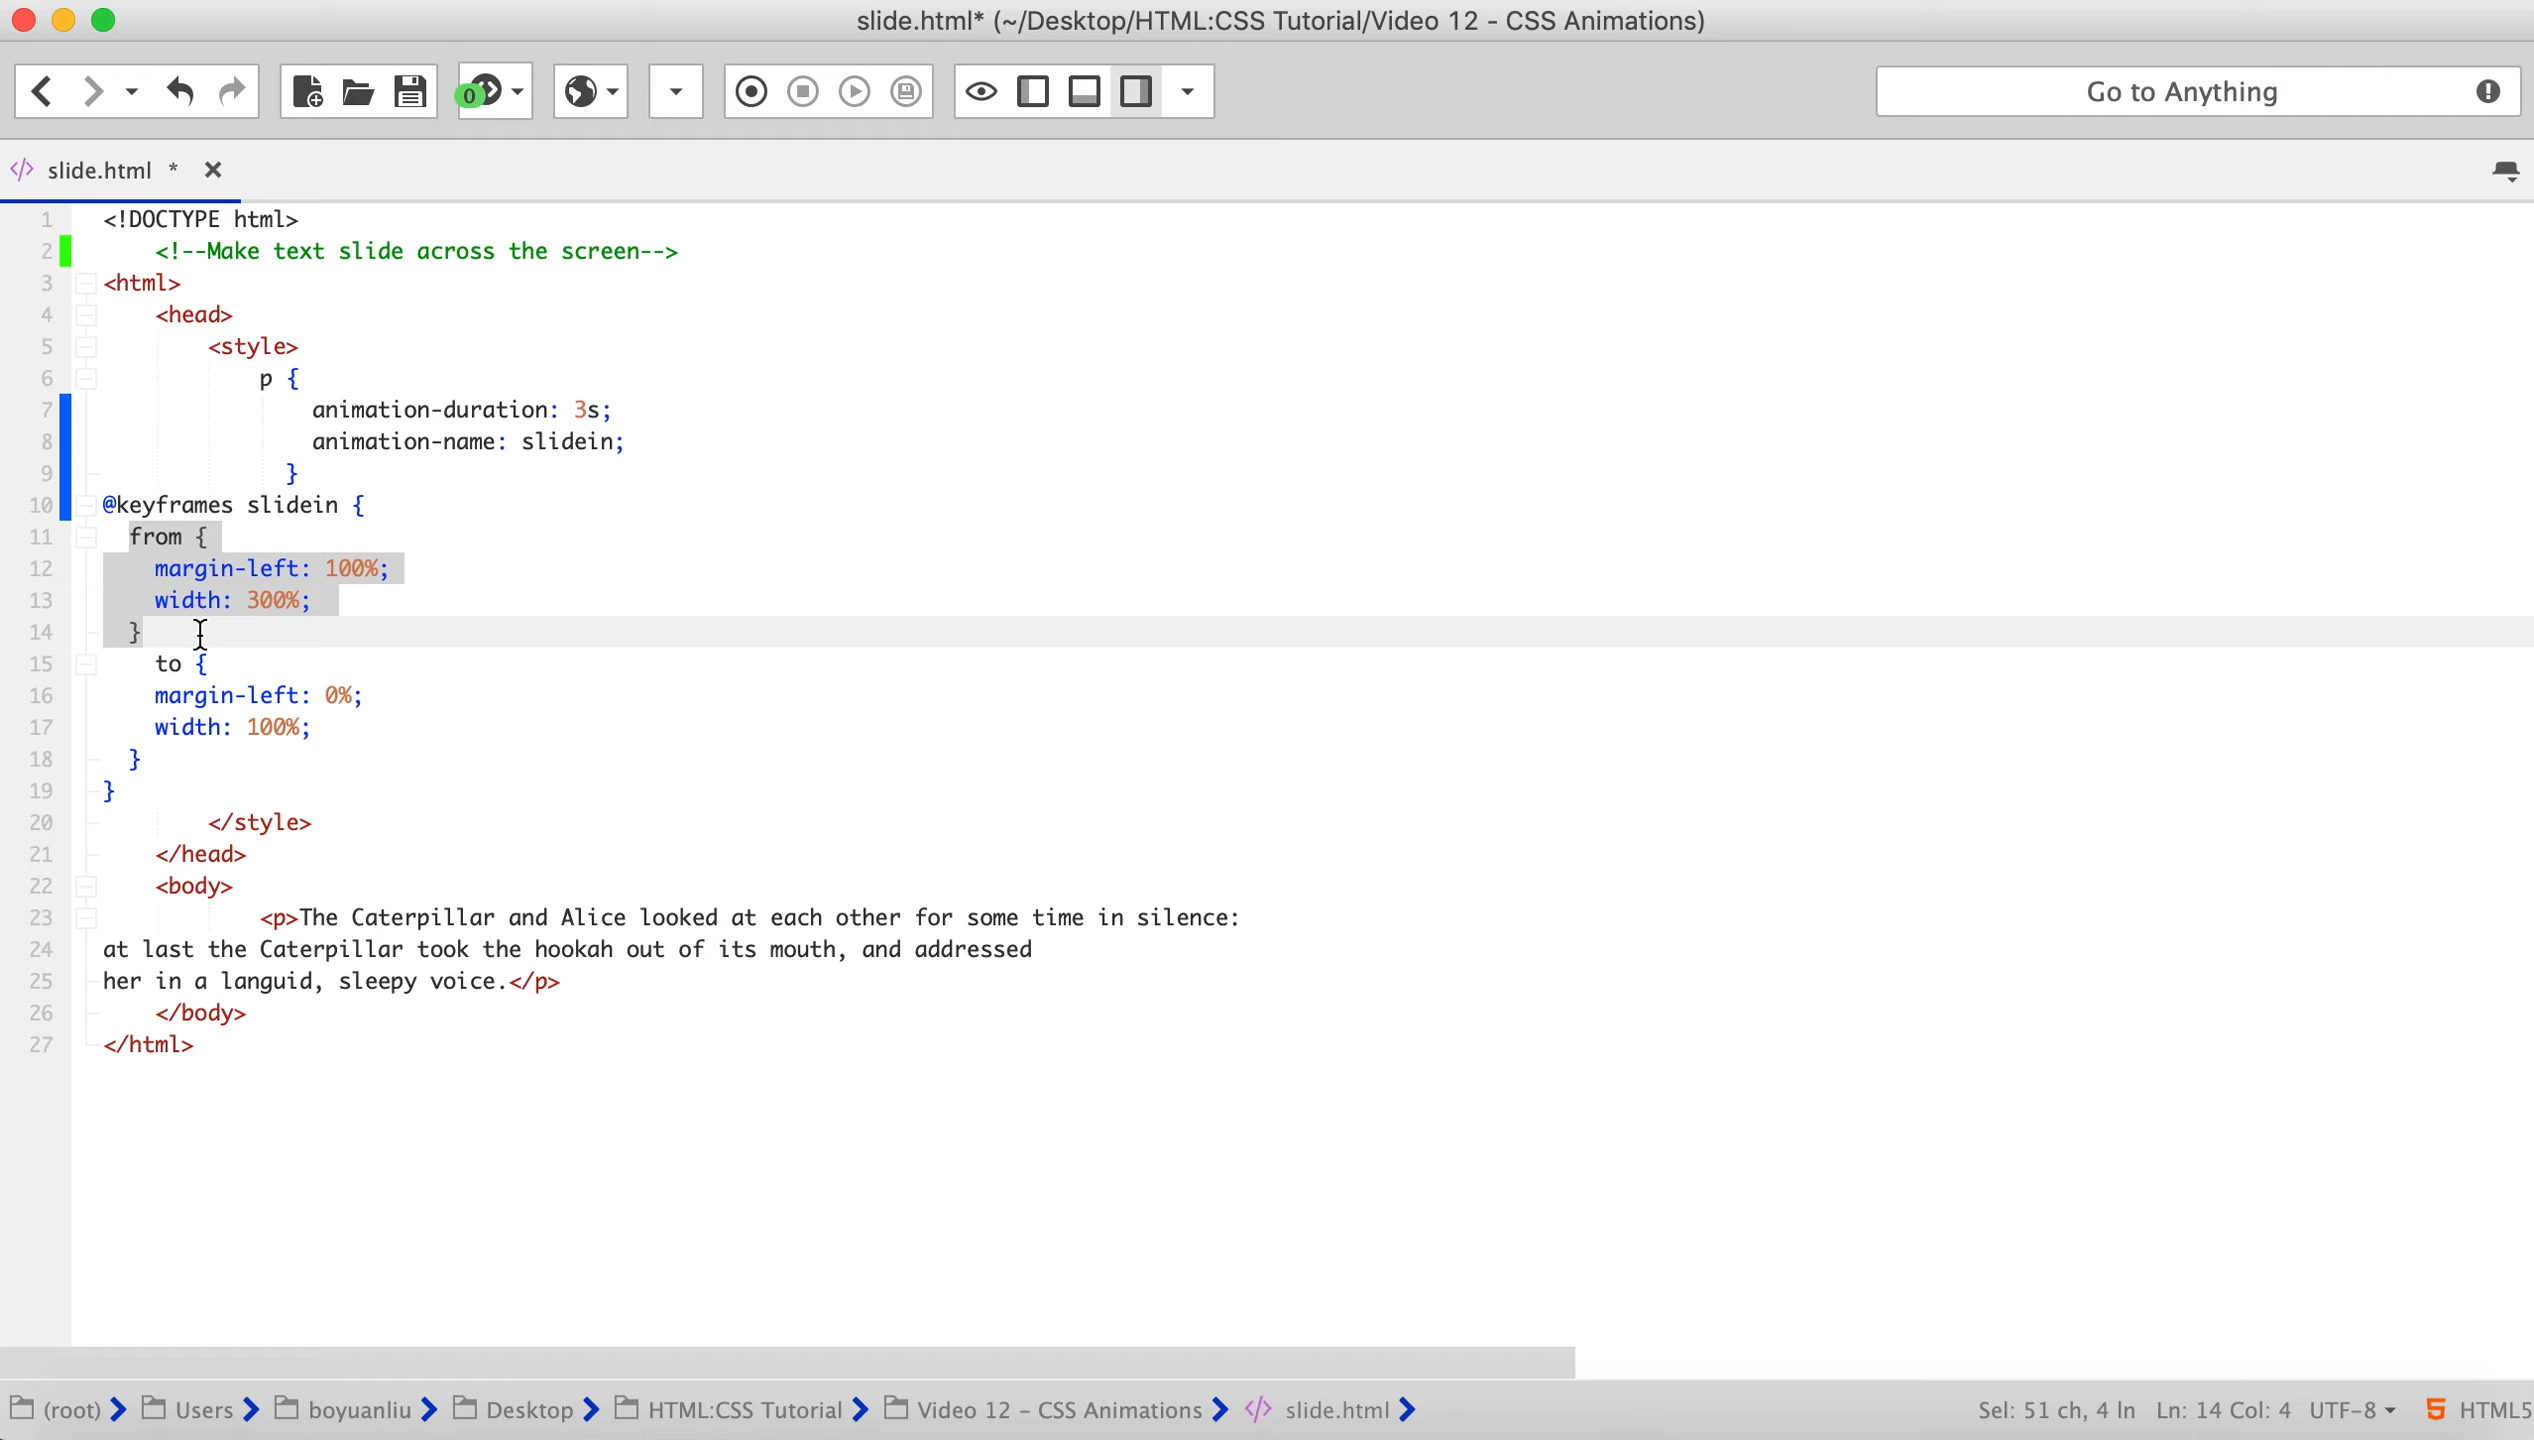 slide.html* (~/Desktop/HTML:CSS Tutorial/Video 12 - CSS Animations)
0
Go to Anything
</> slide.html *
1 <!DOCTYPE html>
2 <!--Make text slide across the screen-->
3 <html>
4 <head>
5 <style>
6 p {
7 animation-duration: 3s;
8 animation-name: slidein;
9 }
10 @keyframes slidein {
11 from {
12 margin-left: 100%;
13 width: 300%;
14 }
15 to {
16 margin-left: 0%;
17 width: 100%;
18 }
19 }
20 </style>
21 </head>
22 <body>
23 <p>The Caterpillar and Alice looked at each other for some time in silence:
24 at last the Caterpillar took the hookah out of its mouth, and addressed
25 her in a languid, sleepy voice.</p>
26 </body>
27 </html>
(root) Users boyuanliu Desktop HTML:CSS Tutorial Video 12 - CSS Animations </> slide.html Sel: 51 ch, 4 ln Ln: 14 Col: 4 UTF-8 5 HTML5